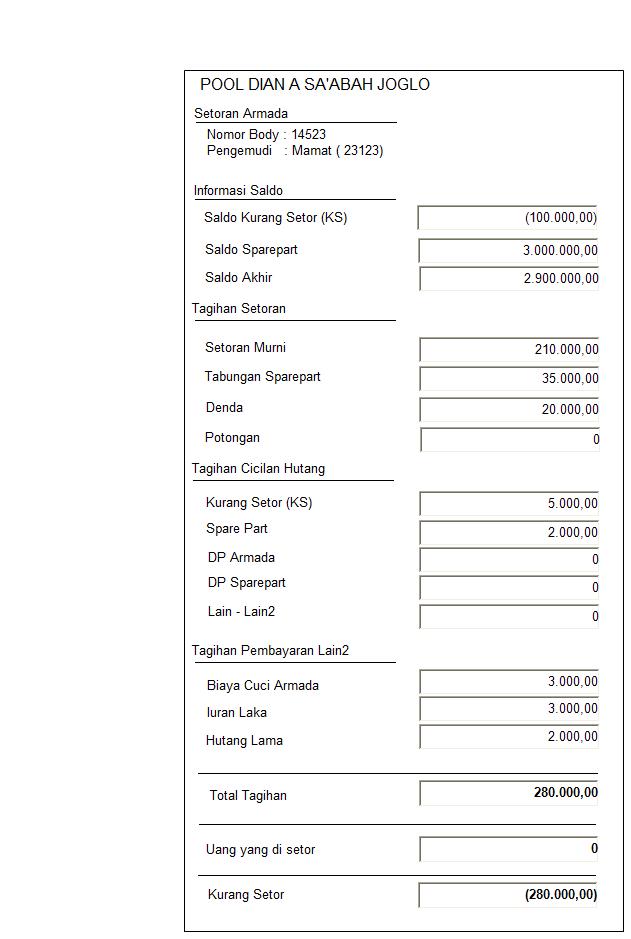 POOL DIAN A SA'ABAH JOGLO
Setoran Armada
Nomor Body : 14523
Pengemudi : Mamat ( 23123)
Informasi Saldo
Saldo Kurang Setor (KS) (100.000,00)
Saldo Sparepart 3.000.000,00
Saldo Akhir 2.900.000,00
Tagihan Setoran
Setoran Murni 210.000,00
Tabungan Sparepart 35.000,00
Denda 20.000,00
Potongan 0
Tagihan Cicilan Hutang
Kurang Setor (KS) 5.000,00
Spare Part 2.000,00
DP Armada 0
DP Sparepart 0
Lain - Lain2 0
Tagihan Pembayaran Lain2
Biaya Cuci Armada 3.000,00
Iuran Laka 3.000,00
Hutang Lama 2.000,00
Total Tagihan 280.000,00
Uang yang di setor 0
Kurang Setor (280.000,00)